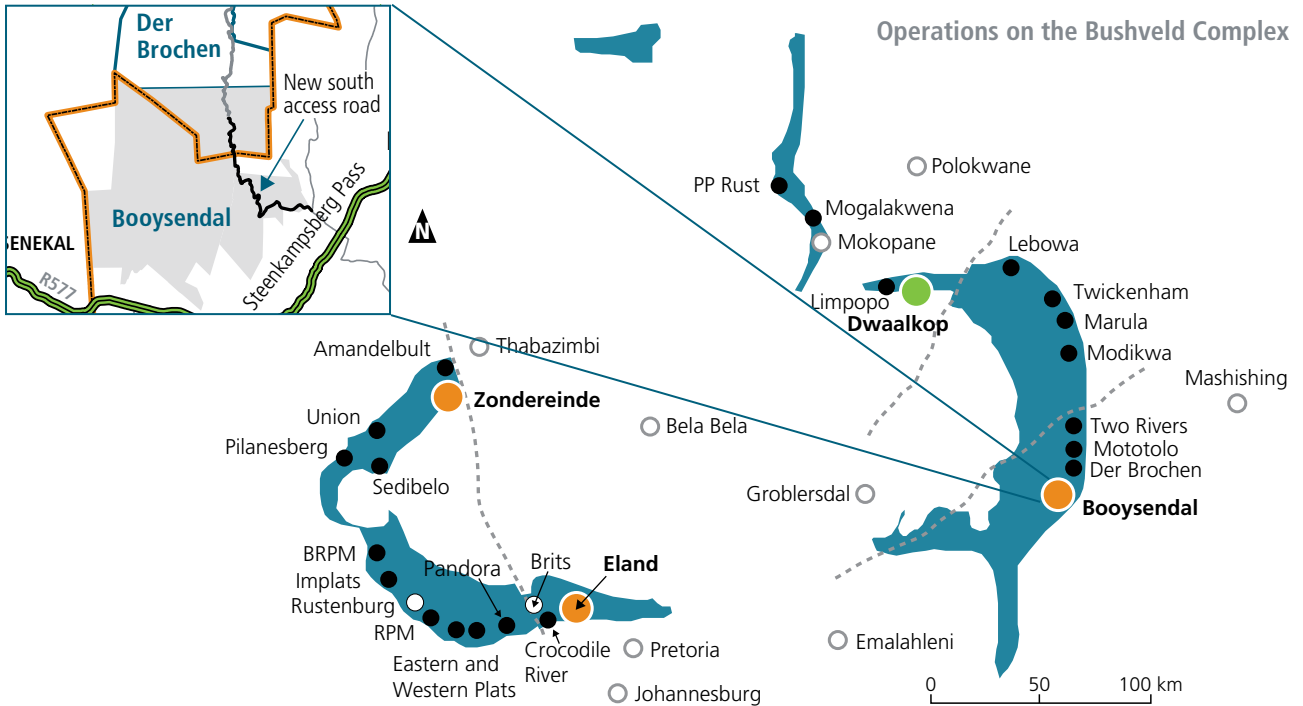 Operations on the Bushveld Complex
Der
Brochen
New south
access road
Booysendal
Steenkampsberg Pass
SENEKAL
R577
N
PP Rust
Polokwane
Mogalakwena
Mokopane
Lebowa
Limpopo
Dwaalkop
Twickenham
Marula
Modikwa
Mashishing
Amandelbult
Thabazimbi
Zondereinde
Union
Bela Bela
Two Rivers
Pilanesberg
Mototolo
Der Brochen
Sedibelo
Groblersdal
Booysendal
BRPM
Pandora
Brits
Eland
Implats
Rustenburg
RPM
Crocodile
River
Pretoria
Emalahleni
Eastern and
Western Plats
Johannesburg
0 50 100 km